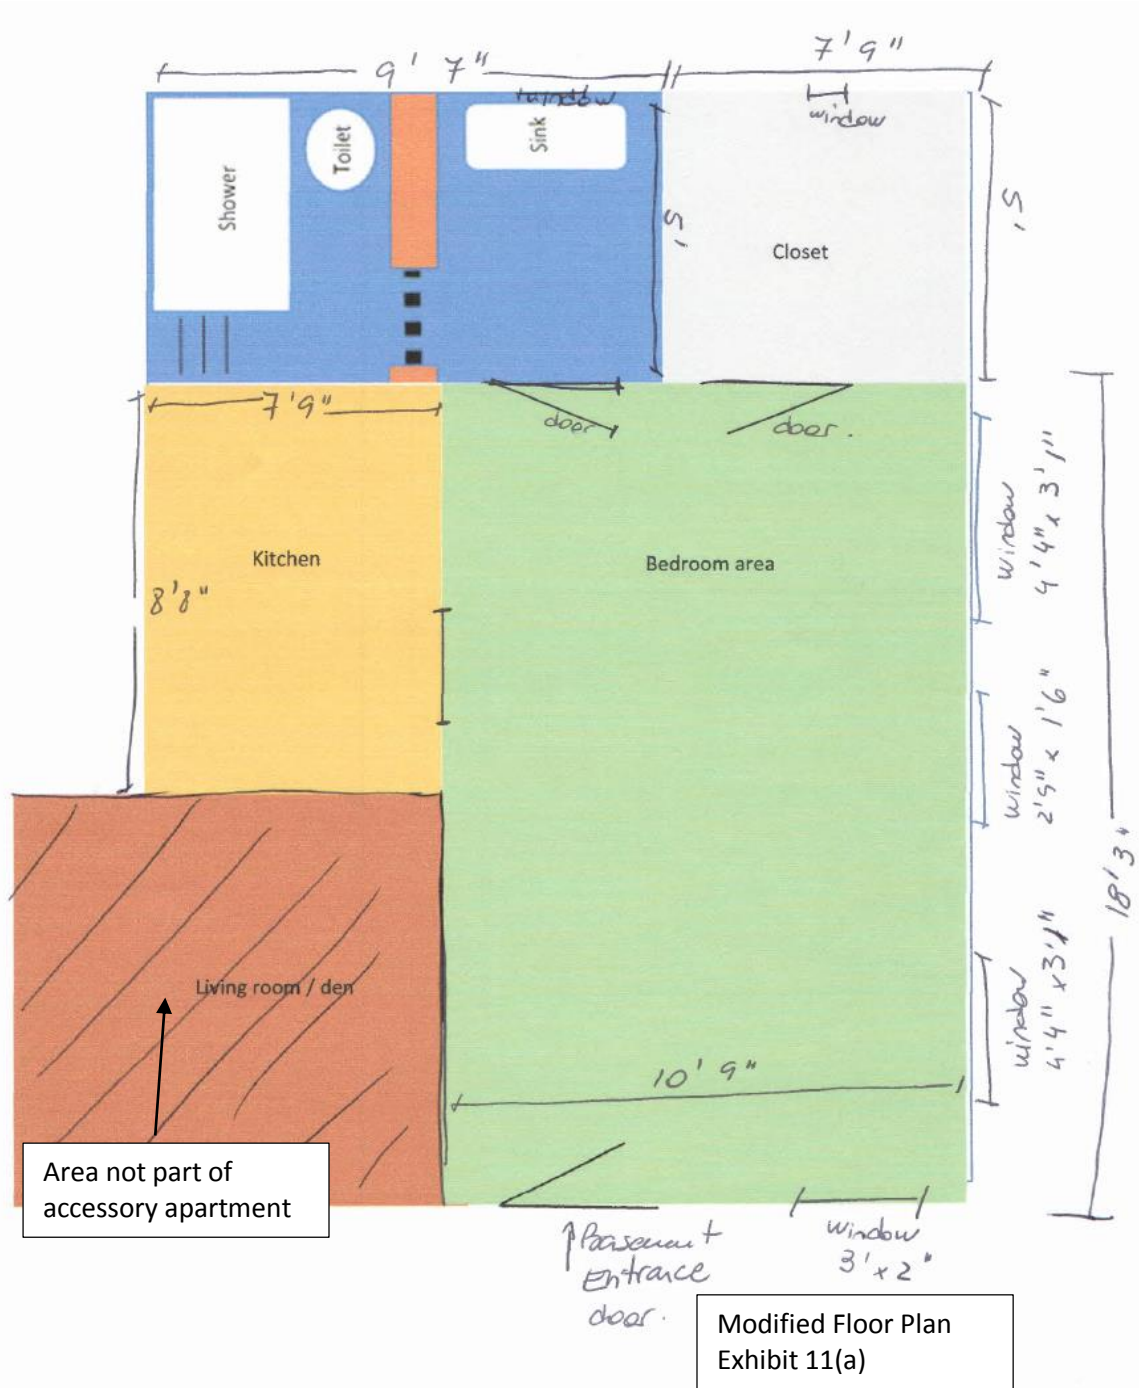 7'9"
9' 7"
window
window
Sink
Toilet
Shower
5'
5'
Closet
7'9"
door
door.
window
4'4" x 3'1"
Kitchen
Bedroom area
8'8"
window
2'9" x 1'6"
18'3"
window
4'4" x 3'1"
Living room / den
10' 9"
Area not part of
accessory apartment
Basement
Entrance
door.
window
3' x 2"
Modified Floor Plan
Exhibit 11(a)